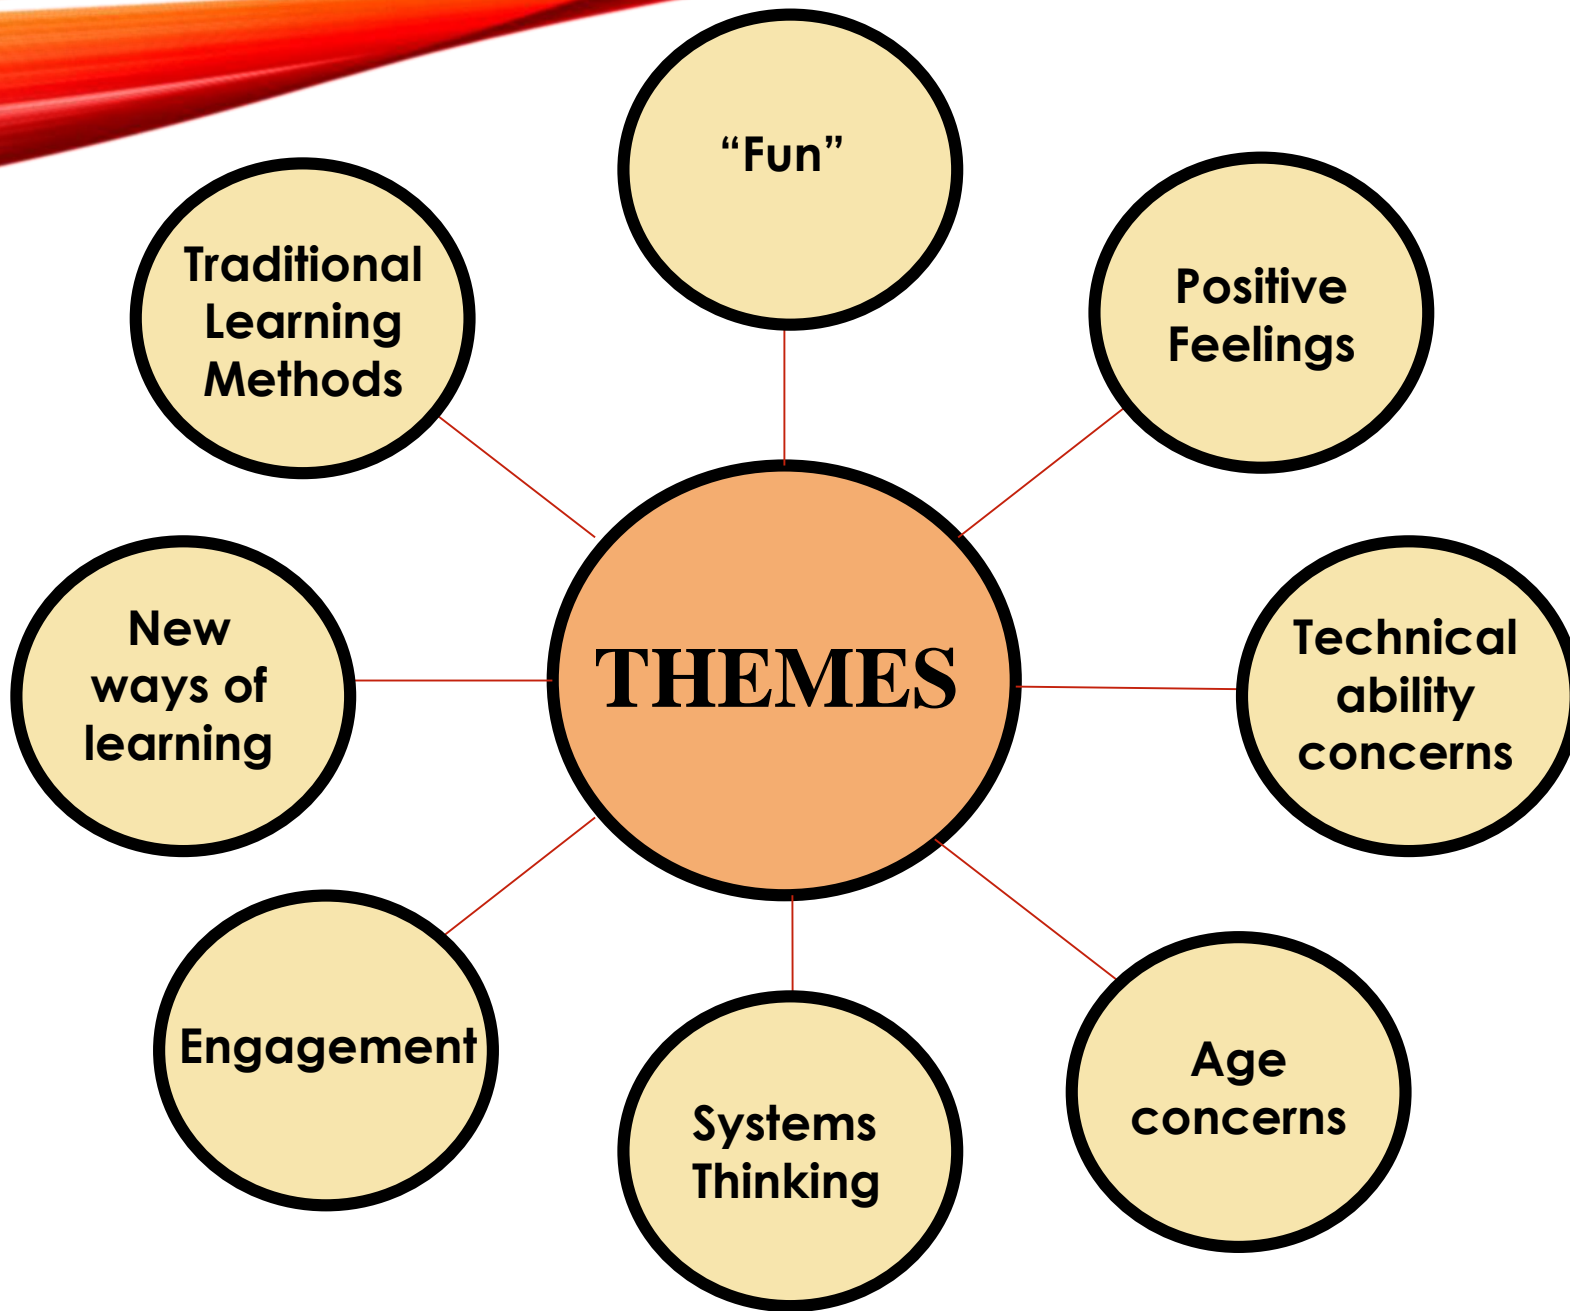 “Fun”
Traditional
Learning
Methods
Positive
Feelings
New
ways of
learning
THEMES
Technical
ability
concerns
Engagement
Systems
Thinking
Age
concerns